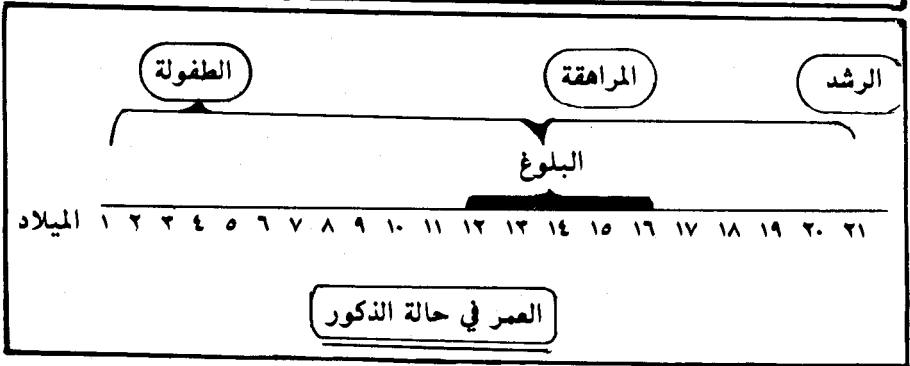 الطفولة المراهقة الرشد
البلوغ
الميلاد ١ ٢ ٣ ٤ ٥ ٦ ٧ ٨ ٩ ١٠ ١١ ١٢ ١٣ ١٤ ١٥ ١٦ ١٧ ١٨ ١٩ ٢٠ ٢١
العمر في حالة الذكور